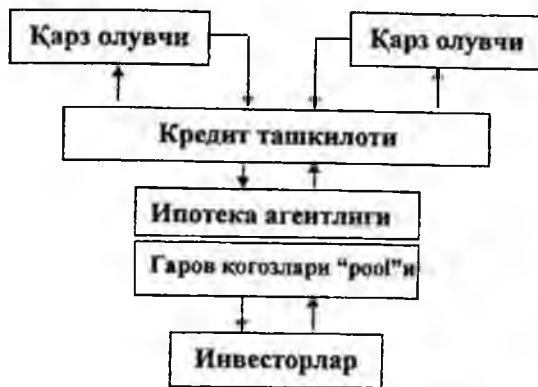 Қарз олувчи
Қарз олувчи
Кредит ташкилоти
Ипотека агентлиги
Гаров қоғозлари “pool”и
Инвесторлар